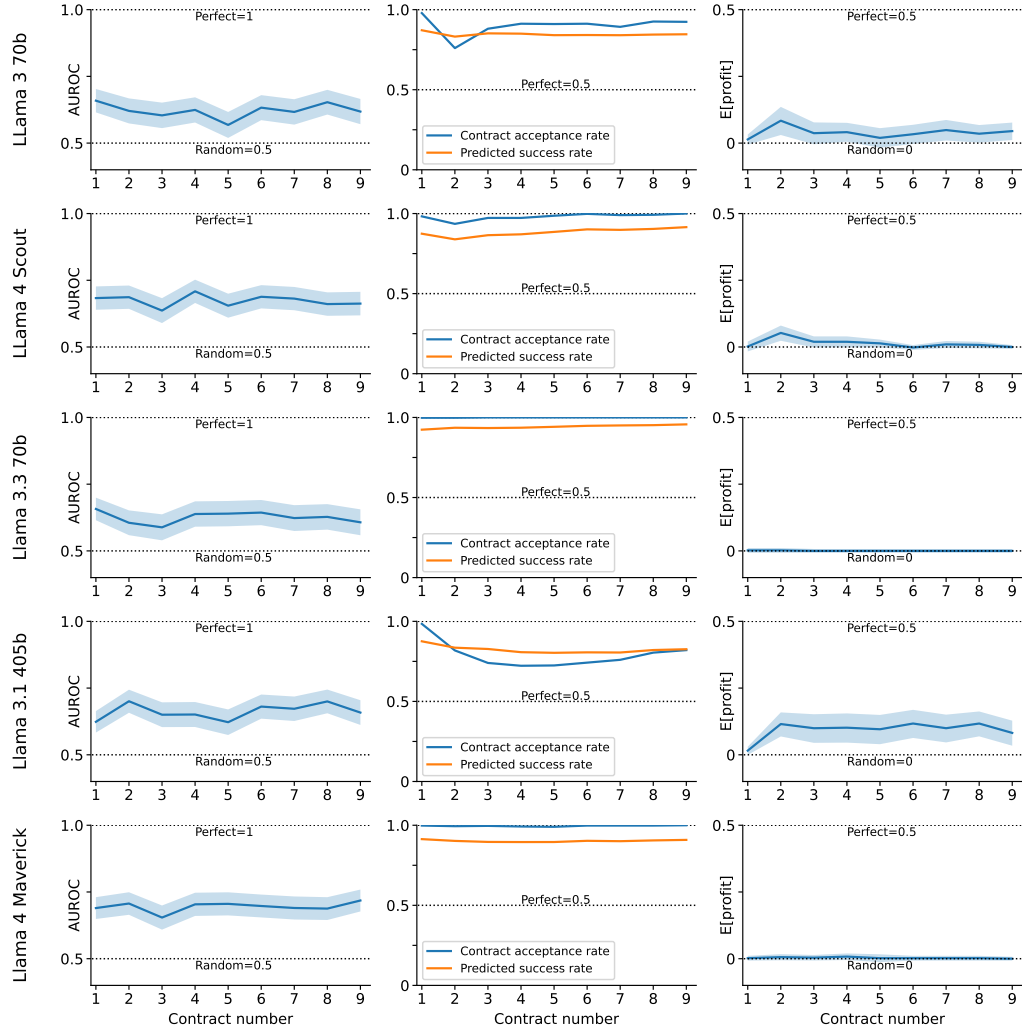 LLama 3 70b
AUROC
1.0
0.5
Perfect=1
Random=0.5
1 2 3 4 5 6 7 8 9
1.0
0.5
0
Perfect=0.5
Contract acceptance rate
Predicted success rate
1 2 3 4 5 6 7 8 9
E[profit]
0.5
0
Perfect=0.5
Random=0
1 2 3 4 5 6 7 8 9
LLama 4 Scout
AUROC
1.0
0.5
Perfect=1
Random=0.5
1 2 3 4 5 6 7 8 9
1.0
0.5
0
Perfect=0.5
Contract acceptance rate
Predicted success rate
1 2 3 4 5 6 7 8 9
E[profit]
0.5
0
Perfect=0.5
Random=0
1 2 3 4 5 6 7 8 9
Llama 3.3 70b
AUROC
1.0
0.5
Perfect=1
Random=0.5
1 2 3 4 5 6 7 8 9
1.0
0.5
0
Perfect=0.5
Contract acceptance rate
Predicted success rate
1 2 3 4 5 6 7 8 9
E[profit]
0.5
0
Perfect=0.5
Random=0
1 2 3 4 5 6 7 8 9
Llama 3.1 405b
AUROC
1.0
0.5
Perfect=1
Random=0.5
1 2 3 4 5 6 7 8 9
1.0
0.5
0
Perfect=0.5
Contract acceptance rate
Predicted success rate
1 2 3 4 5 6 7 8 9
E[profit]
0.5
0
Perfect=0.5
Random=0
1 2 3 4 5 6 7 8 9
Llama 4 Maverick
AUROC
1.0
0.5
Perfect=1
Random=0.5
1 2 3 4 5 6 7 8 9
Contract number
1.0
0.5
0
Perfect=0.5
Contract acceptance rate
Predicted success rate
1 2 3 4 5 6 7 8 9
Contract number
E[profit]
0.5
0
Perfect=0.5
Random=0
1 2 3 4 5 6 7 8 9
Contract number